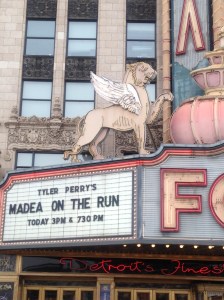 TYLER PERRY'S
MADEA ON THE RUN
TODAY 3PM & 7:30 PM
FO
Detroit's Finest